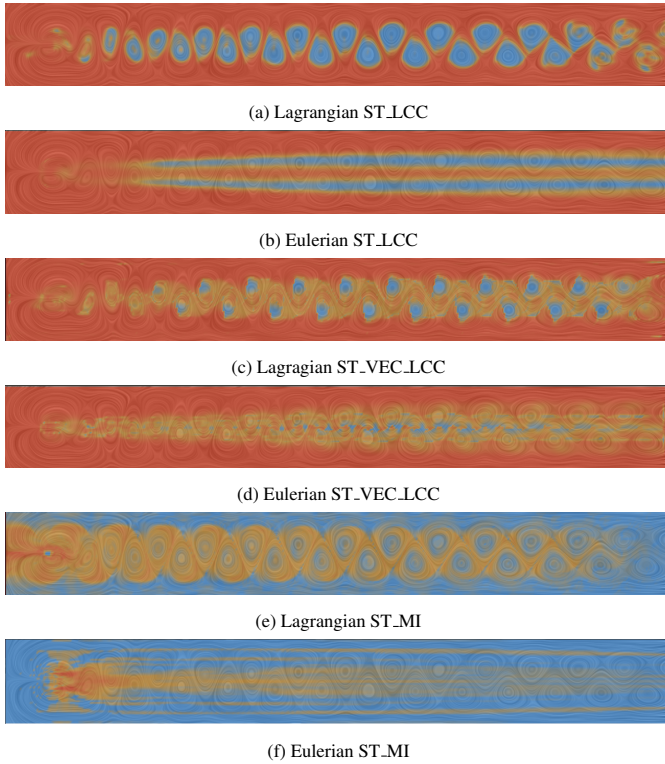 (a) Lagrangian ST_LCC
(b) Eulerian ST_LCC
(c) Lagragian ST_VEC_LCC
(d) Eulerian ST_VEC_LCC
(e) Lagrangian ST_MI
(f) Eulerian ST_MI